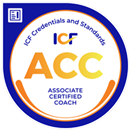 ICF Credentials and Standards
ICF
ACC
ASSOCIATE
CERTIFIED
COACH